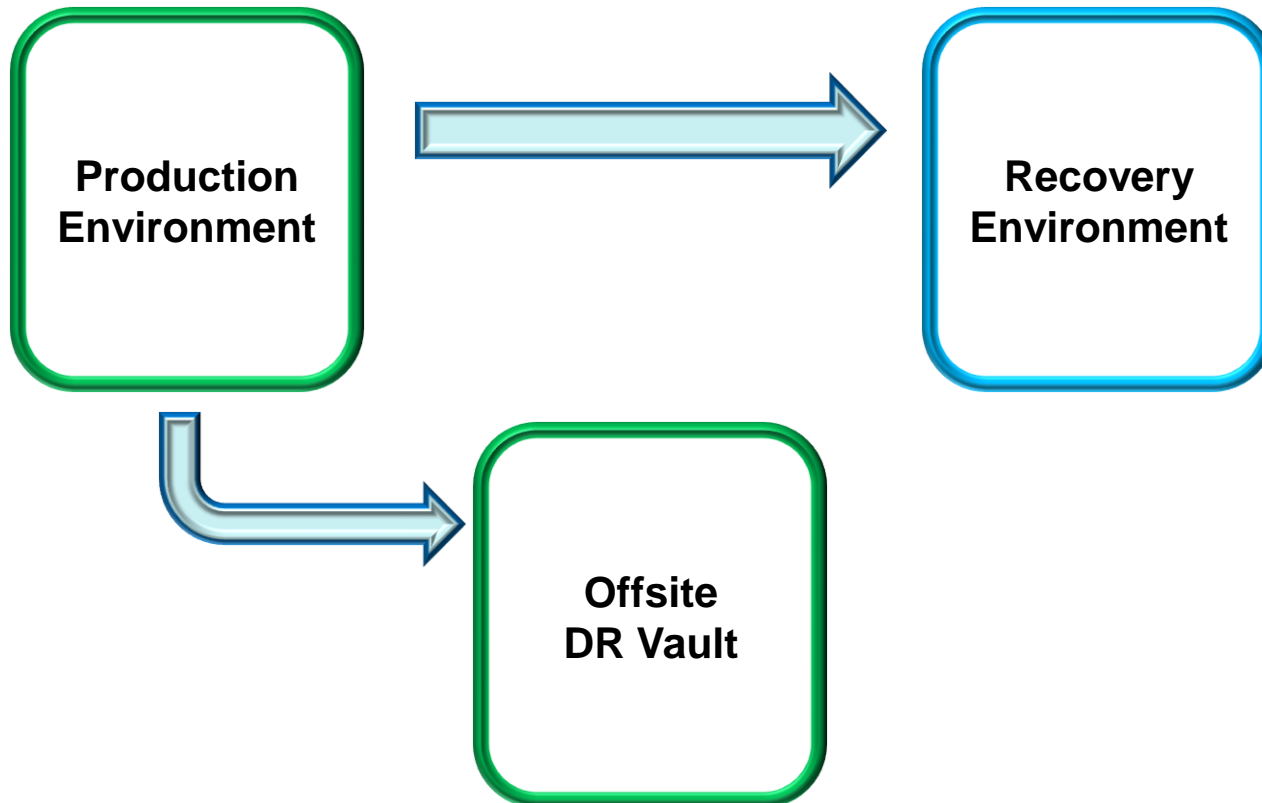 Production
Environment
Recovery
Environment
Offsite
DR Vault